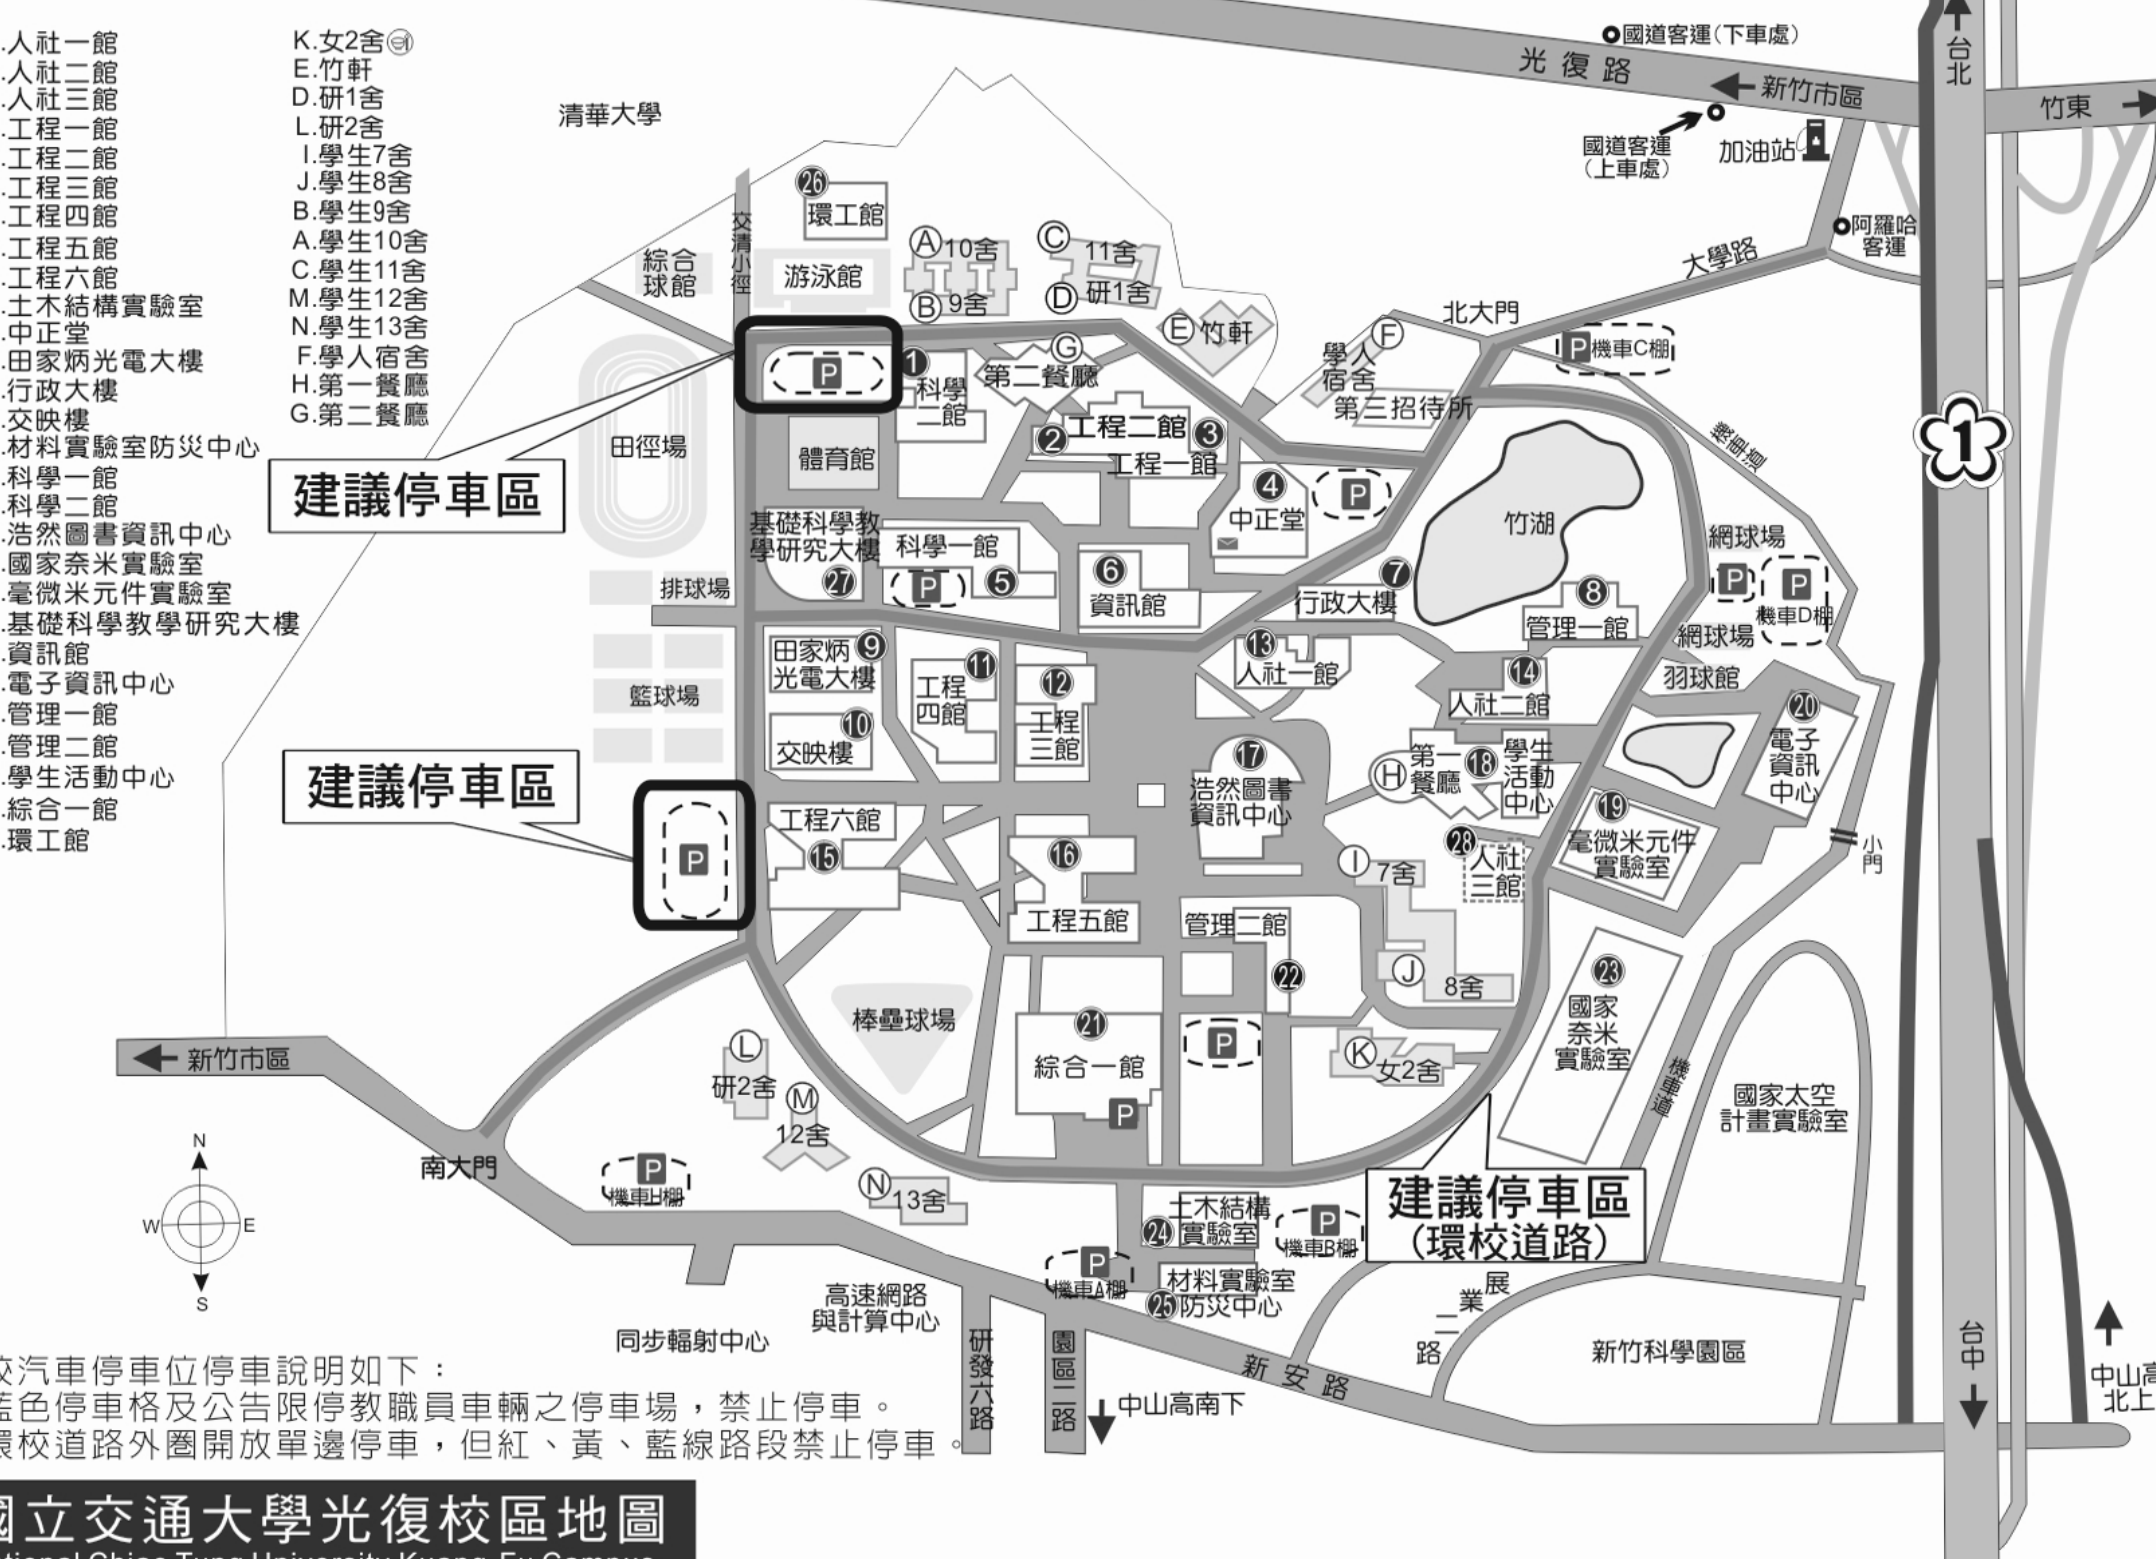 .人社一館
.人社二館
.人社三館
.工程一館
.工程二館
.工程三館
.工程四館
.工程五館
.工程六館
.土木結構實驗室
.中正堂
.田家炳光電大樓
.行政大樓
.交映樓
.材料實驗室防災中心
.科學一館
.科學二館
.浩然圖書資訊中心
.國家奈米實驗室
.毫微米元件實驗室
.基礎科學教學研究大樓
.資訊館
.電子資訊中心
.管理一館
.管理二館
.學生活動中心
.綜合一館
.環工館
K.女2舍
E.竹軒
D.研1舍
L.研2舍
I.學生7舍
J.學生8舍
B.學生9舍
A.學生10舍
C.學生11舍
M.學生12舍
N.學生13舍
F.學人宿舍
H.第一餐廳
G.第二餐廳
清華大學
光復路
國道客運(下車處)
新竹市區
竹東
台北
國道客運
(上車處)
加油站
阿羅哈
客運
大學路
北大門
P 機車C棚
機車道
1
26
環工館
交清小徑
綜合
球館
游泳館
A 10舍
B 9舍
C 11舍
D 研1舍
E 竹軒
F
學人
宿舍
第三招待所
P
1
科學
二館
G
第二餐廳
2
工程二館
3
工程一館
4
中正堂
P
竹湖
田徑場
體育館
建議停車區
基礎科學教
學研究大樓
27
科學一館
P
5
6
資訊館
7
行政大樓
8
管理一館
網球場
P
P
機車D棚
網球場
羽球館
排球場
籃球場
田家炳
光電大樓
9
10
交映樓
11
工程
四館
12
工程
三館
13
人社一館
14
人社二館
20
電子
資訊
中心
建議停車區
P
工程六館
15
16
工程五館
17
浩然圖書
資訊中心
H
第一
餐廳
18
學生
活動
中心
19
毫微米元件
實驗室
小門
28
人社
三館
I 7舍
J 8舍
管理二館
22
23
國家
奈米
實驗室
機車道
國家太空
計畫實驗室
棒壘球場
21
綜合一館
P
P
K
女2舍
L
研2舍
M
12舍
N 13舍
新竹市區
南大門
P
機車H棚
N
W
E
S
24
土木結構
實驗室
P
機車B棚
建議停車區
(環校道路)
P
機車A棚
材料實驗室
25
防災中心
高速網路
與計算中心
同步輻射中心
研發六路
園區二路
中山高南下
新安路
展業二路
新竹科學園區
台中
中山高
北上
校汽車停車位停車說明如下：
藍色停車格及公告限停教職員車輛之停車場，禁止停車。
環校道路外圈開放單邊停車，但紅、黃、藍線路段禁止停車。
國立交通大學光復校區地圖